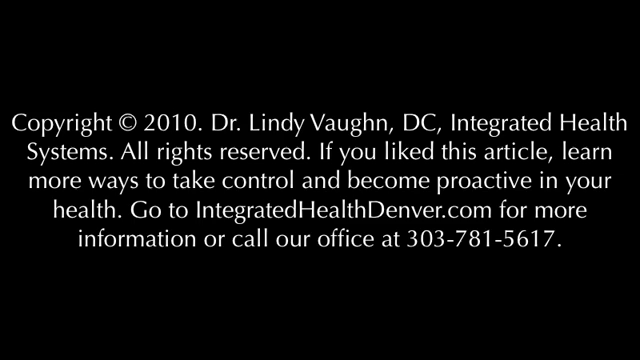 Copyright © 2010. Dr. Lindy Vaughn, DC, Integrated Health
Systems. All rights reserved. If you liked this article, learn
more ways to take control and become proactive in your
health. Go to IntegratedHealthDenver.com for more
information or call our office at 303-781-5617.